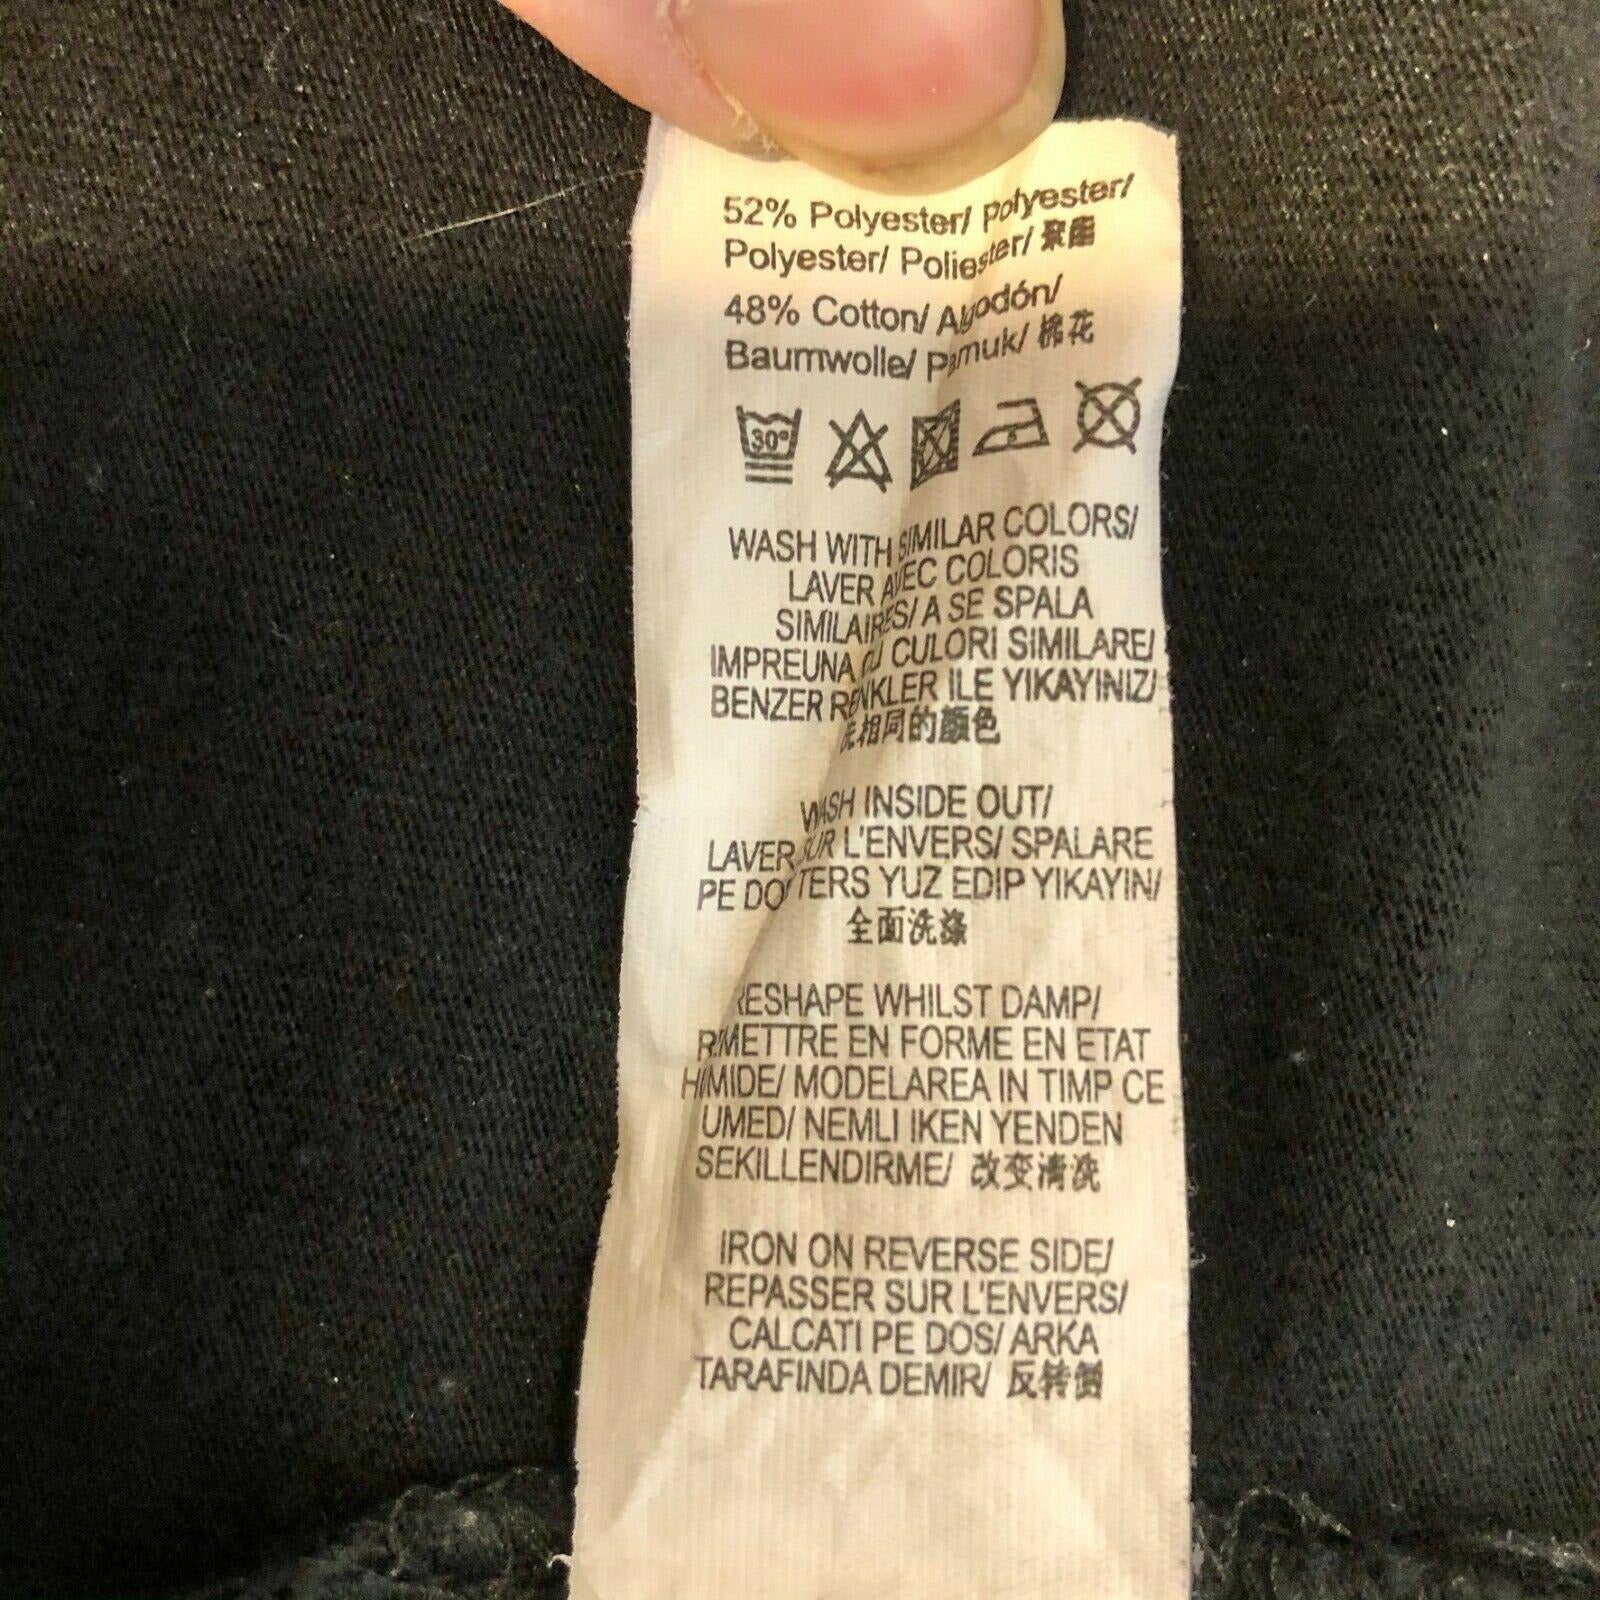 52% Polyester/ Polyester/
Polyester/ Poliester/ 聚酯
48% Cotton/ Algodón/
Baumwolle/ Pamuk/ 棉花
30°
WASH WITH SIMILAR COLORS/
LAVER AVEC COLORIS
SIMILAIRES/ A SE SPALA
IMPREUNA CU CULORI SIMILARE/
BENZER RENKLER ILE YIKAYINIZ/
洗相同的顏色
WASH INSIDE OUT/
LAVER SUR L'ENVERS/ SPALARE
PE DOS/ TERS YUZ EDIP YIKAYIN/
全面洗滌
RESHAPE WHILST DAMP/
REMETTRE EN FORME EN ETAT
HUMIDE/ MODELAREA IN TIMP CE
UMED/ NEMLI IKEN YENDEN
SEKILLENDIRME/ 改变清洗
IRON ON REVERSE SIDE/
REPASSER SUR L'ENVERS/
CALCATI PE DOS/ ARKA
TARAFINDA DEMIR/ 反转側